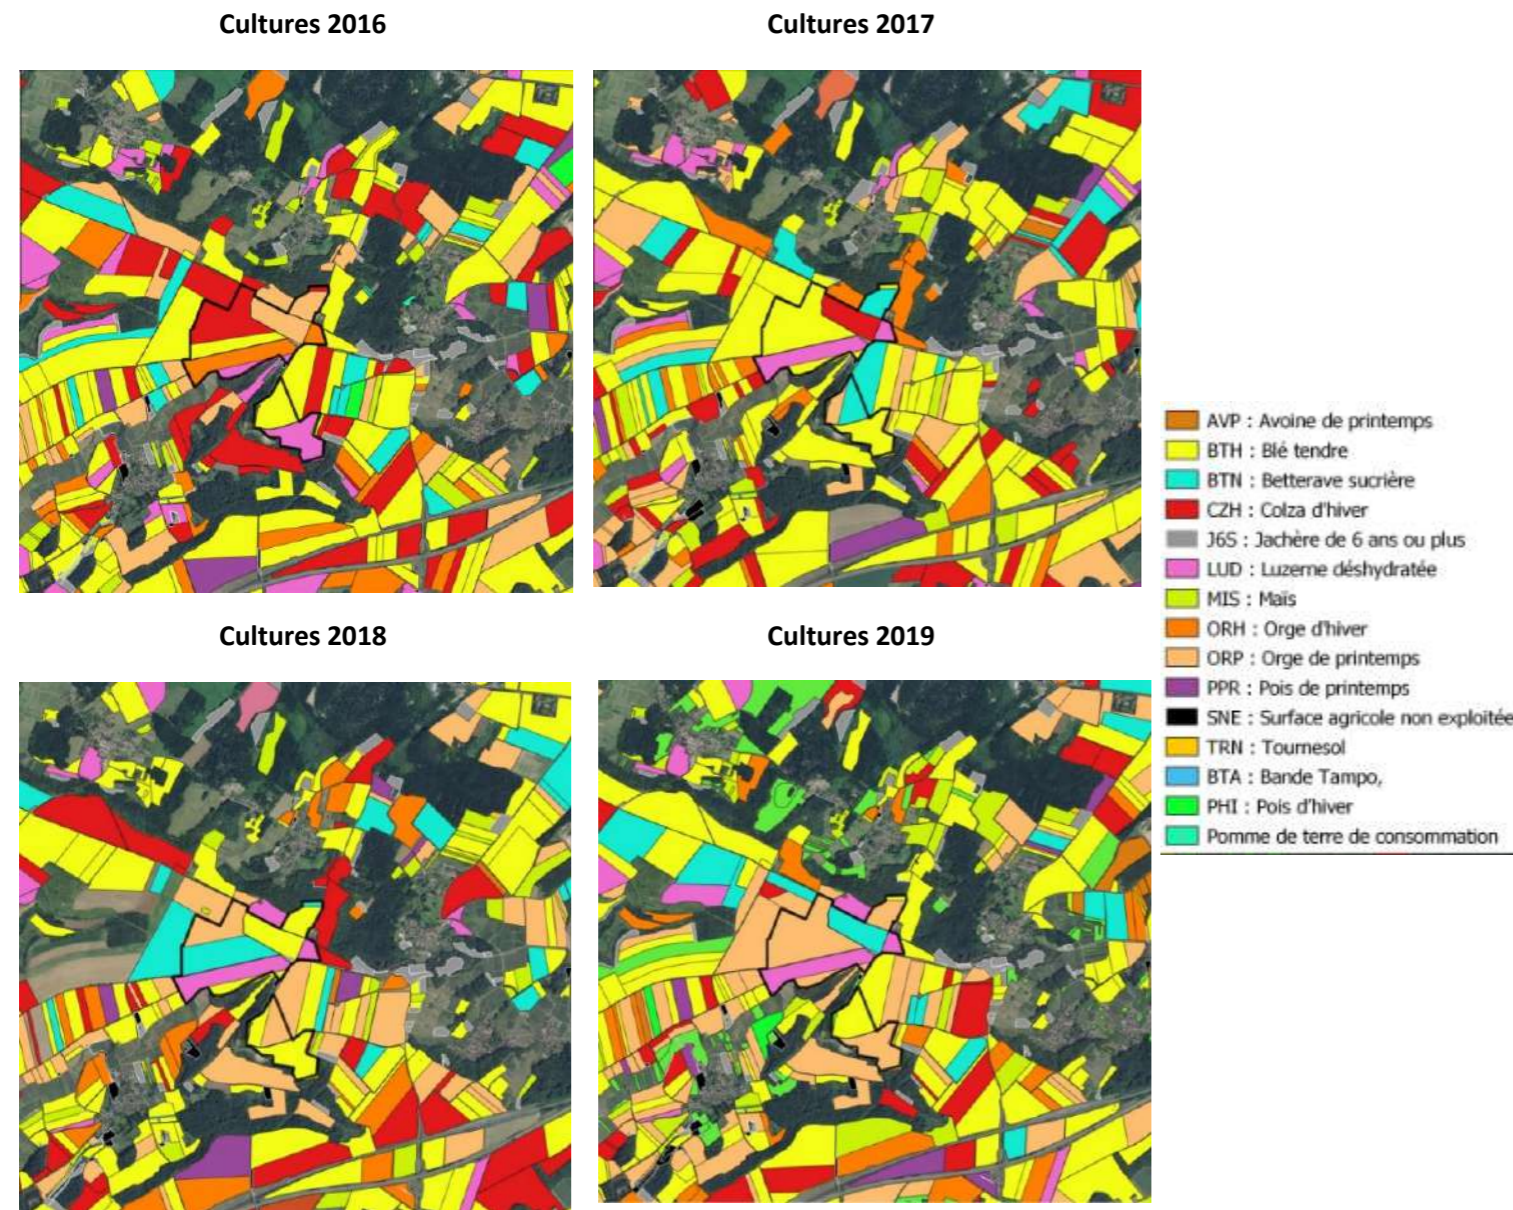 Cultures 2016
Cultures 2017
Cultures 2018
Cultures 2019
AVP : Avoine de printemps
BTH : Blé tendre
BTN : Betterave sucrière
CZH : Colza d'hiver
J6S : Jachère de 6 ans ou plus
LUD : Luzerne déshydratée
MIS : Maïs
ORH : Orge d'hiver
ORP : Orge de printemps
PPR : Pois de printemps
SNE : Surface agricole non exploitée
TRN : Tournesol
BTA : Bande Tampo,
PHI : Pois d'hiver
Pomme de terre de consommation